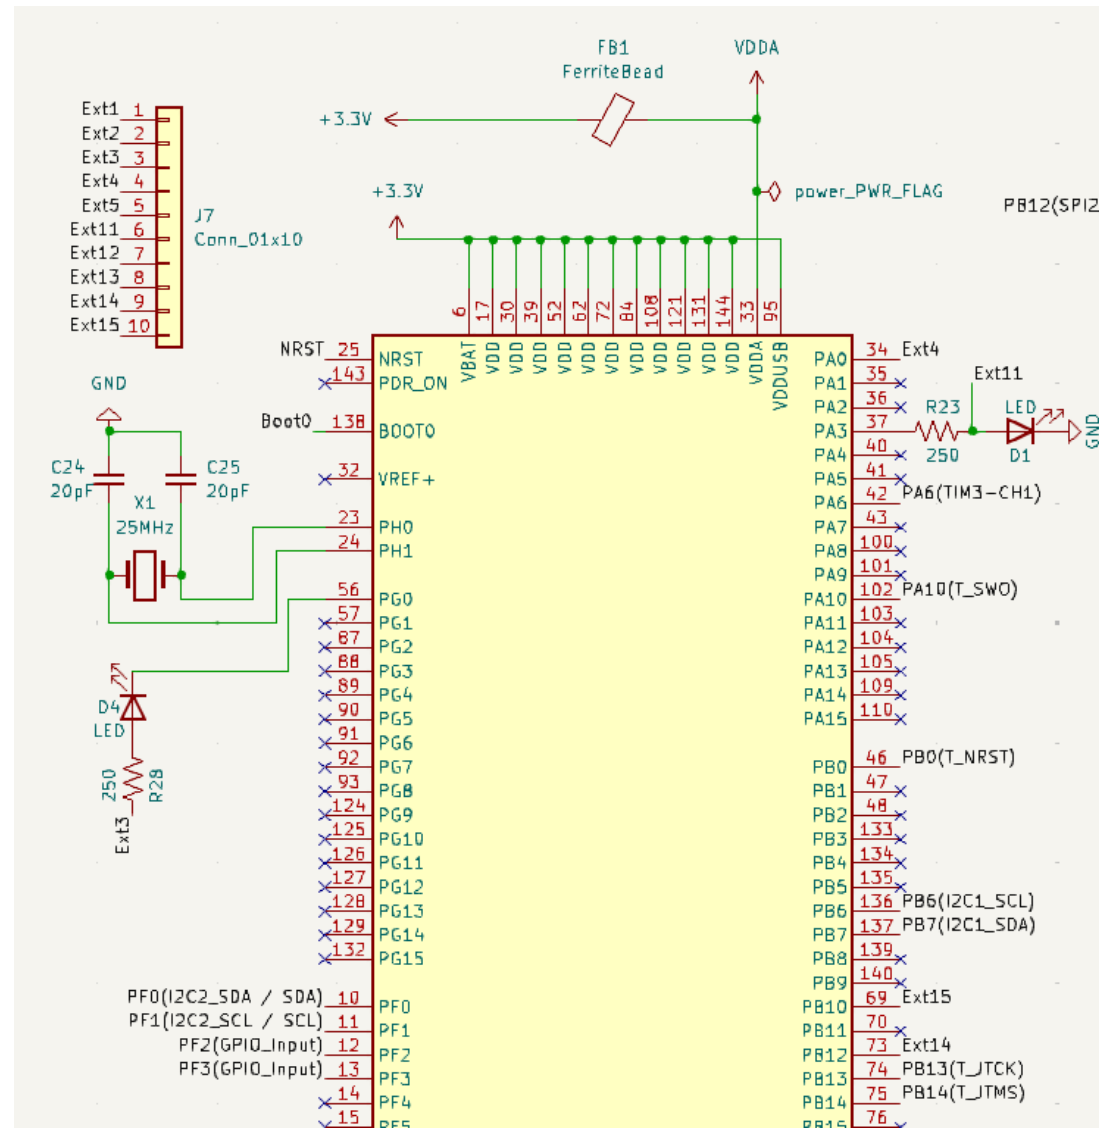 FB1
FerriteBead
VDDA
+3.3V
power_PWR_FLAG
+3.3V
PB12(SPI2
Ext1 1
Ext2 2
Ext3 3
Ext4 4
Ext5 5
Ext11 6
Ext12 7
Ext13 8
Ext14 9
Ext15 10
J7
Conn_01x10
6 17 30 39 52 62 72 84 108 121 131 144 33 95
VBAT VDD VDD VDD VDD VDD VDD VDD VDD VDD VDD VDD VDDA VDDUSB
NRST 25 NRST
143 PDR_ON
Boot0 138 BOOT0
32 VREF+
23 PH0
24 PH1
56 PG0
57 PG1
87 PG2
88 PG3
89 PG4
90 PG5
91 PG6
92 PG7
93 PG8
124 PG9
125 PG10
126 PG11
127 PG12
128 PG13
129 PG14
132 PG15
PF0(I2C2_SDA / SDA) 10 PF0
PF1(I2C2_SCL / SCL) 11 PF1
PF2(GPIO_Input) 12 PF2
PF3(GPIO_Input) 13 PF3
14 PF4
15 PF5
GND
C24
20pF
C25
20pF
X1
25MHz
D4
LED
250
R28
Ext3
PA0 34 Ext4
PA1 35
PA2 36
PA3 37
PA4 40
PA5 41
PA6 42 PA6(TIM3-CH1)
PA7 43
PA8 100
PA9 101
PA10 102 PA10(T_SWO)
PA11 103
PA12 104
PA13 105
PA14 109
PA15 110
PB0 46 PB0(T_NRST)
PB1 47
PB2 48
PB3 133
PB4 134
PB5 135
PB6 136 PB6(I2C1_SCL)
PB7 137 PB7(I2C1_SDA)
PB8 139
PB9 140
PB10 69 Ext15
PB11 70
PB12 73 Ext14
PB13 74 PB13(T_JTCK)
PB14 75 PB14(T_JTMS)
PB15 76
Ext11
R23
250
LED
D1
GND